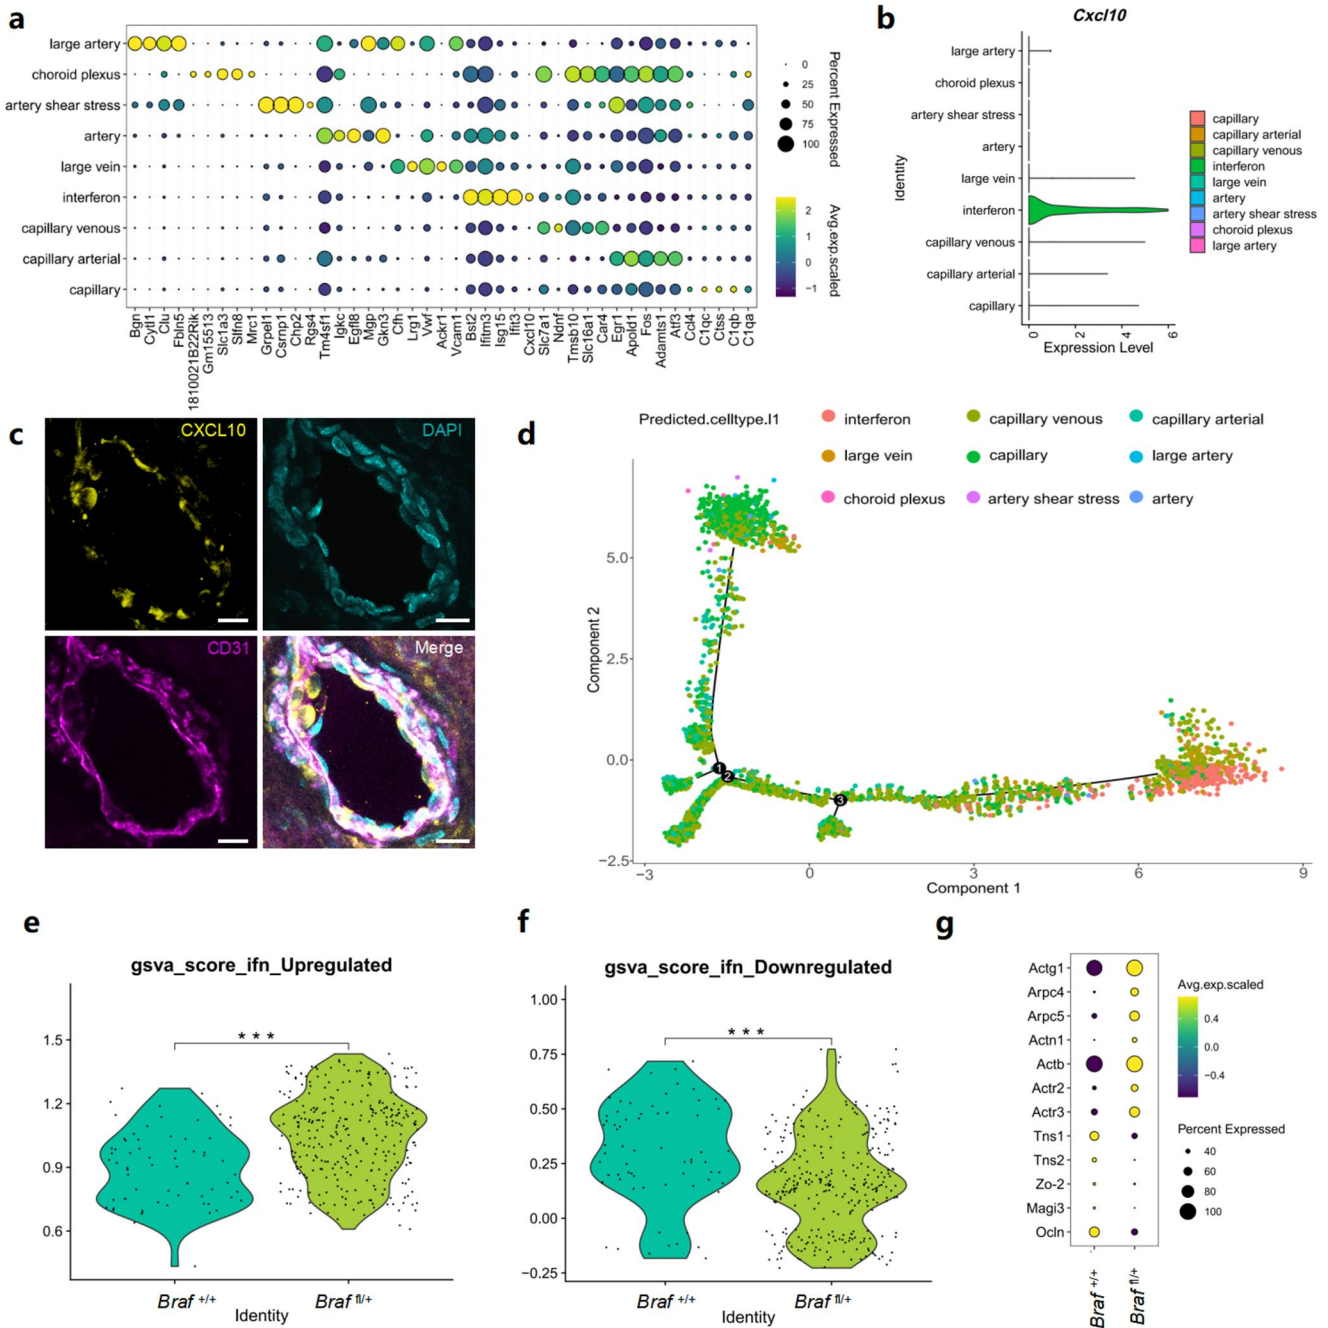 a
large artery
choroid plexus
artery shear stress
artery
large vein
interferon
capillary venous
capillary arterial
capillary
Bgn
Cytl1
Clu
Fbln5
1810021B22Rik
Gm15513
Slc1a3
Slfn8
Mrc1
Grpel1
Csrnp1
Chp2
Rgs4
Tm4sf1
Igkc
Egfl8
Mgp
Gkn3
Cfh
Lrg1
Vwf
Ackr1
Vcam1
Bst2
Ifitm3
Isg15
Ifit3
Cxcl10
Slc7a1
Ndnf
Tmsb10
Slc16a1
Car4
Egr1
Apold1
Fos
Adamts1
Atf3
Ccl4
C1qc
Ctss
C1qb
C1qa
Percent Expressed
0
25
50
75
100
Avg.exp.scaled
2
1
0
−1
b
Cxcl10
Identity
large artery
choroid plexus
artery shear stress
artery
large vein
interferon
capillary venous
capillary arterial
capillary
0 2 4 6
Expression Level
capillary
capillary arterial
capillary venous
interferon
large vein
artery
artery shear stress
choroid plexus
large artery
c
CXCL10
DAPI
CD31
Merge
d
Predicted.celltype.l1
interferon capillary venous capillary arterial
large vein capillary large artery
choroid plexus artery shear stress artery
Component 2
5.0
2.5
0.0
−2.5
1
2
3
−3 0 3 6 9
Component 1
e
gsva_score_ifn_Upregulated
***
1.5
1.2
0.9
0.6
Braf +/+ Braf fl/+
Identity
f
gsva_score_ifn_Downregulated
***
1.00
0.75
0.50
0.25
0.00
−0.25
Braf +/+ Braf fl/+
Identity
g
Actg1
Arpc4
Arpc5
Actn1
Actb
Actr2
Actr3
Tns1
Tns2
Zo-2
Magi3
Ocln
Braf +/+
Braf fl/+
Avg.exp.scaled
0.4
0.0
−0.4
Percent Expressed
40
60
80
100